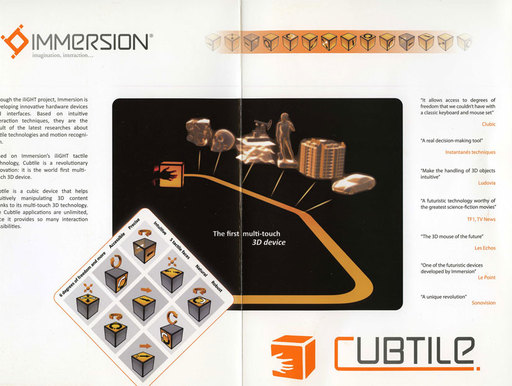 IMMERSION®
imagination, interaction...
ough the iliGHT project, Immersion is
eloping innovative hardware devices
interfaces. Based on intuitive
eraction techniques, they are the
ult of the latest researches about
tile technologies and motion recogni-
ed on Immersion's iliGHT tactile
hnology, Cubtile is a revolutionary
ovation: it is the world first multi-
ch 3D device.
btile is a cubic device that helps
uitively manipulating 3D content
nks to its multi-touch 3D technology.
e Cubtile applications are unlimited,
ce it provides so many interaction
sibilities.
The first multi-touch
3D device
6 degrees of freedom and more
Accessible
Precise
Intuitive
5 tactile faces
Natural
Robust
"It allows access to degrees of
freedom that we couldn't have with
a classic keyboard and mouse set"
Clubic
"A real decision-making tool"
Instantanés techniques
"Make the handling of 3D objects
intuitive"
Ludovia
"A futuristic technology worthy of
the greatest science-fiction movies"
TF1, TV News
"The 3D mouse of the future"
Les Echos
"One of the futuristic devices
developed by Immersion"
Le Point
"A unique revolution"
Sonovision
CUBTILE